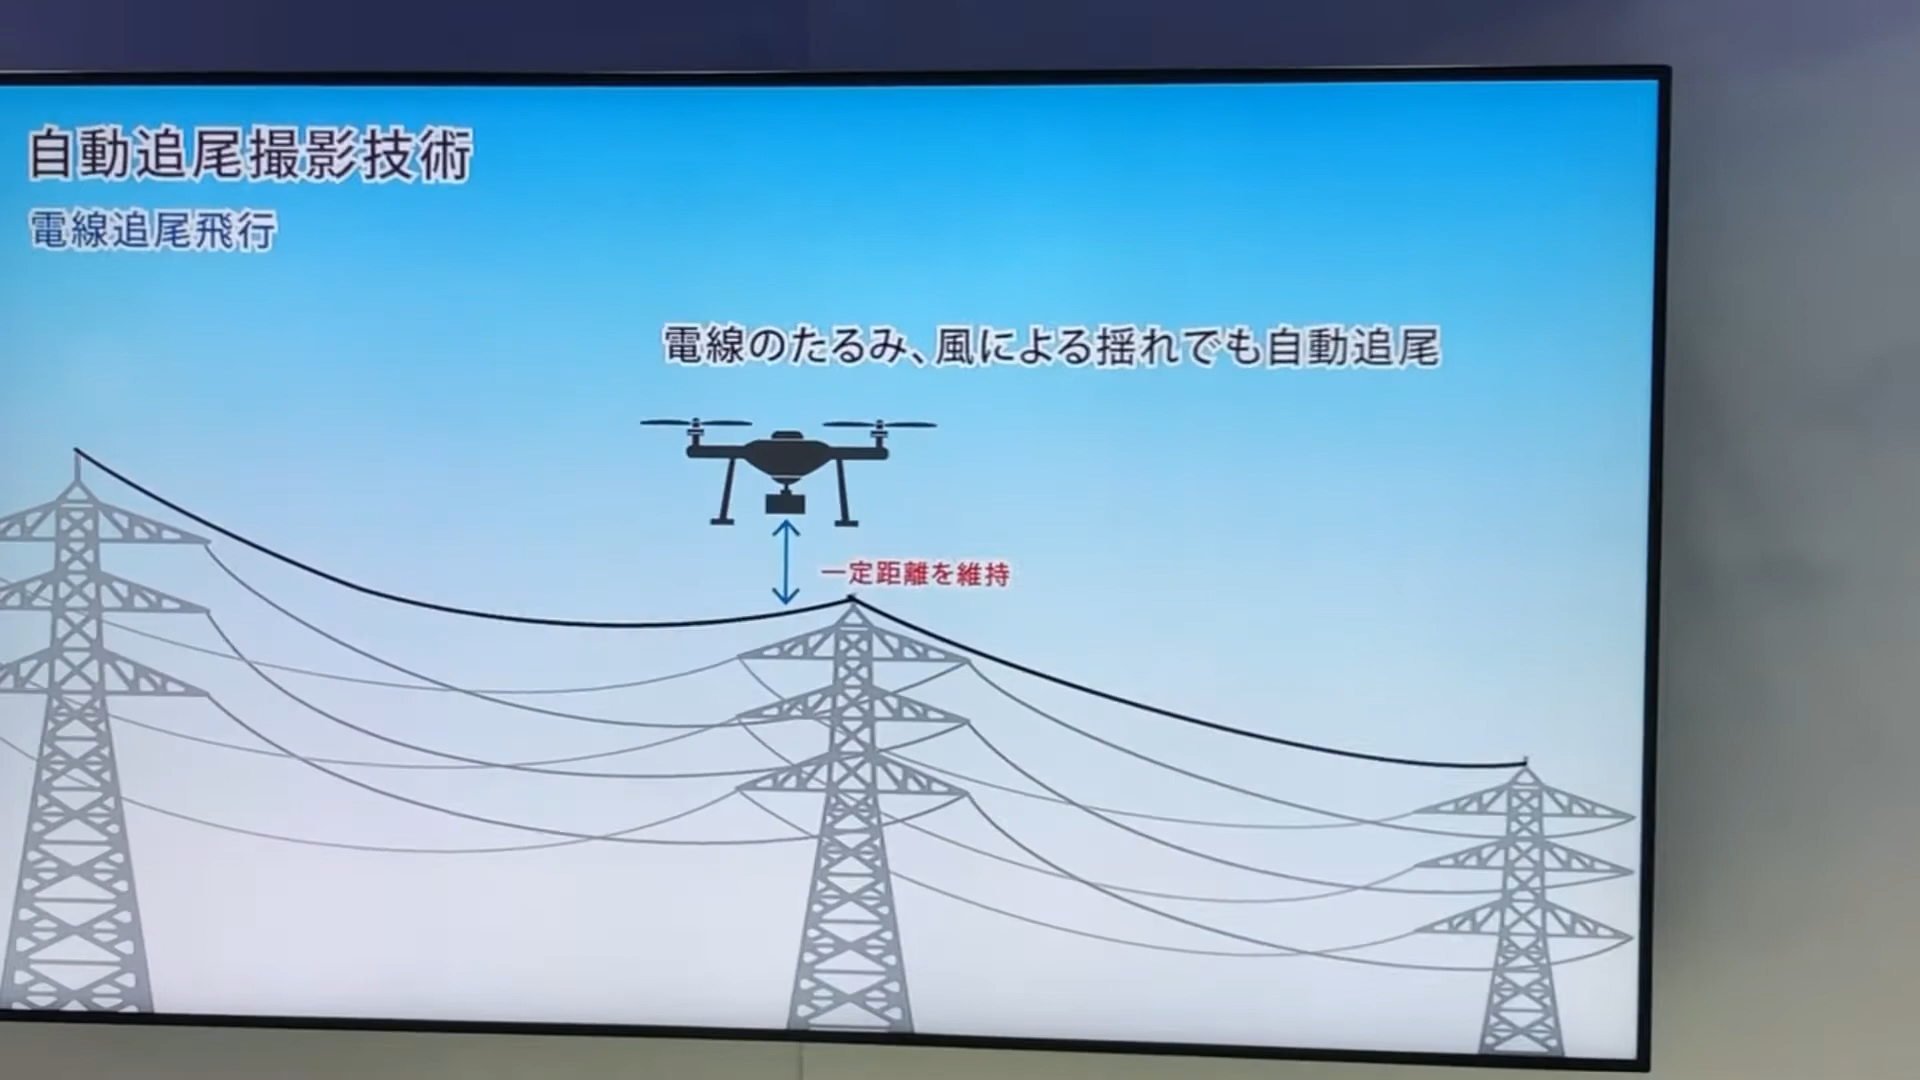 自動追尾撮影技術
電線追尾飛行
電線のたるみ、風による揺れでも自動追尾
一定距離を維持